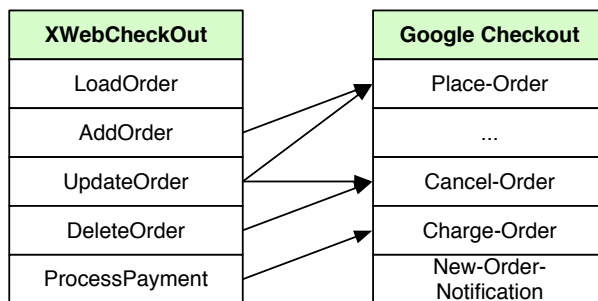 XWebCheckOut
LoadOrder
AddOrder
UpdateOrder
DeleteOrder
ProcessPayment
Google Checkout
Place-Order
...
Cancel-Order
Charge-Order
New-Order-
Notification